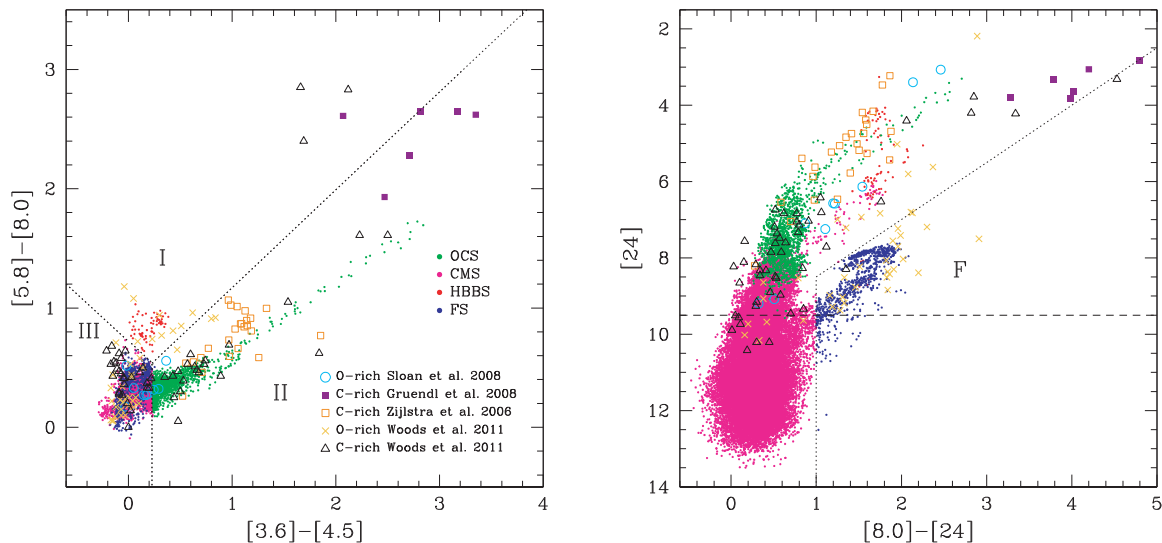 3
2
1
0
[5.8]−[8.0]
I
III
II
OCS
CMS
HBBS
FS
O-rich Sloan et al. 2008
C-rich Gruendl et al. 2008
C-rich Zijlstra et al. 2006
O-rich Woods et al. 2011
C-rich Woods et al. 2011
0 1 2 3 4
[3.6]−[4.5]
2
4
6
8
10
12
14
[24]
F
0 1 2 3 4 5
[8.0]−[24]